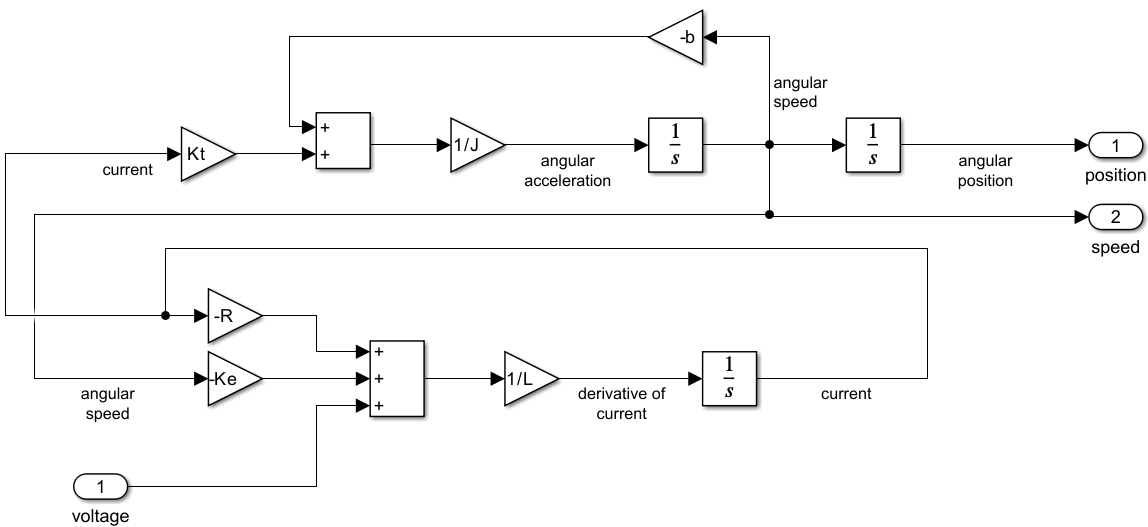 -b
angular
speed
+
Kt
+
1/J
1
s
1
s
1
current
angular
acceleration
angular
position
position
2
speed
-R
+
-Ke
+
1/L
1
s
+
angular
speed
derivative of
current
current
1
voltage